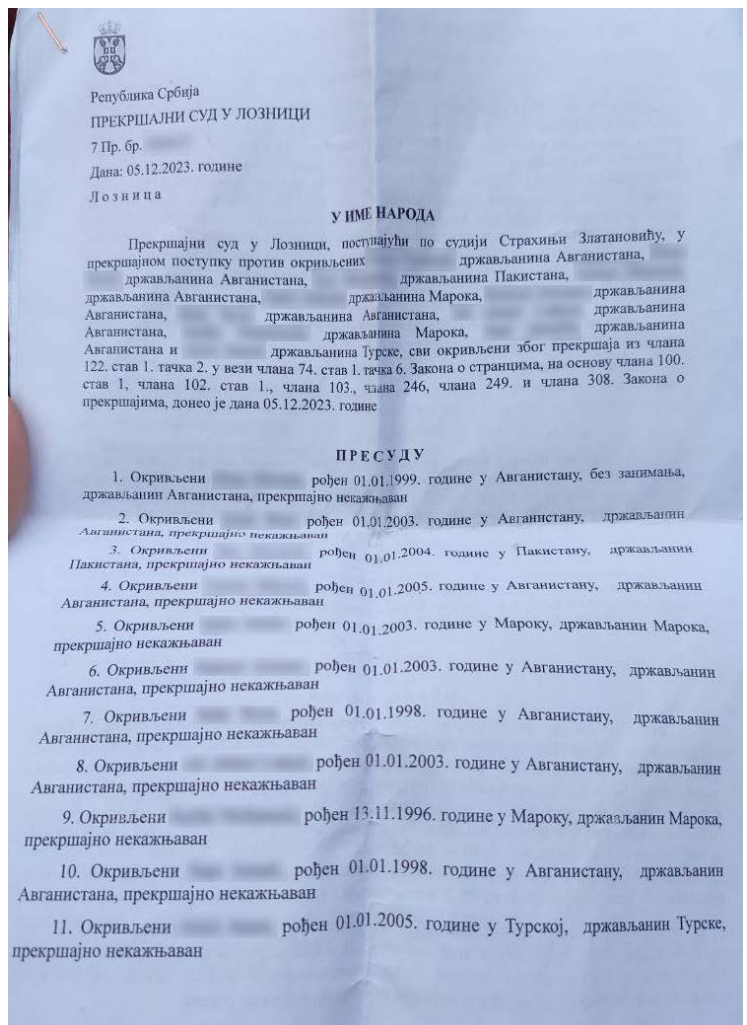 Република Србија
ПРЕКРШАЈНИ СУД У ЛОЗНИЦИ
7 Пр. бр.
Дана: 05.12.2023. године
Л о з н и ц а
У ИМЕ НАРОДА
Прекршајни суд у Лозници, поступајући по судији Страхињи Златановићу, у
прекршајном поступку против окривљених држављанина Авганистана,
држављанина Авганистана, држављанина Пакистана,
држављанина Авганистана, држављанина Марока, држављанина
Авганистана, држављанина Авганистана, држављанина
Авганистана, држављанина Марока, држављанина
Авганистана и држављанина Турске, сви окривљени због прекршаја из члана
122. став 1. тачка 2. у вези члана 74. став 1. тачка 6. Закона о странцима, на основу члана 100.
став 1, члана 102. став 1., члана 103., члана 246, члана 249. и члана 308. Закона о
прекршајима, донео је дана 05.12.2023. године
П Р Е С У Д У
1. Окривљени рођен 01.01.1999. године у Авганистану, без занимања,
држављанин Авганистана, прекршајно некажњаван
2. Окривљени рођен 01.01.2003. године у Авганистану, држављанин
Авганистана, прекршајно некажњаван
3. Окривљени рођен 01.01.2004. године у Пакистану, држављанин
Пакистана, прекршајно некажњаван
4. Окривљени рођен 01.01.2005. године у Авганистану, држављанин
Авганистана, прекршајно некажњаван
5. Окривљени рођен 01.01.2003. године у Мароку, држављанин Марока,
прекршајно некажњаван
6. Окривљени рођен 01.01.2003. године у Авганистану, држављанин
Авганистана, прекршајно некажњаван
7. Окривљени рођен 01.01.1998. године у Авганистану, држављанин
Авганистана, прекршајно некажњаван
8. Окривљени рођен 01.01.2003. године у Авганистану, држављанин
Авганистана, прекршајно некажњаван
9. Окривљени рођен 13.11.1996. године у Мароку, држављанин Марока,
прекршајно некажњаван
10. Окривљени рођен 01.01.1998. године у Авганистану, држављанин
Авганистана, прекршајно некажњаван
11. Окривљени рођен 01.01.2005. године у Турској, држављанин Турске,
прекршајно некажњаван